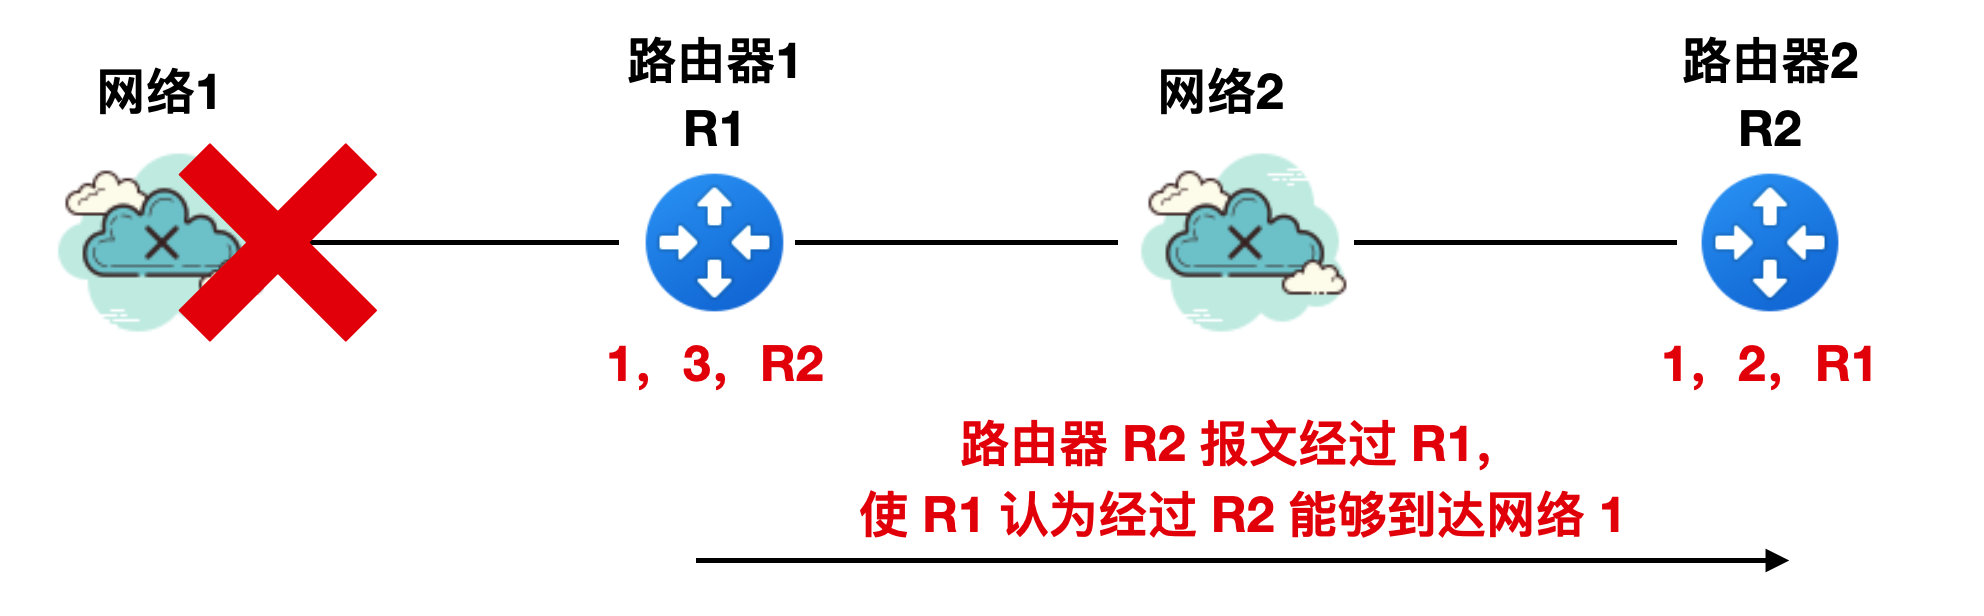 网络1
路由器1
R1
网络2
路由器2
R2
1，3，R2
1，2，R1
路由器 R2 报文经过 R1，
使 R1 认为经过 R2 能够到达网络 1